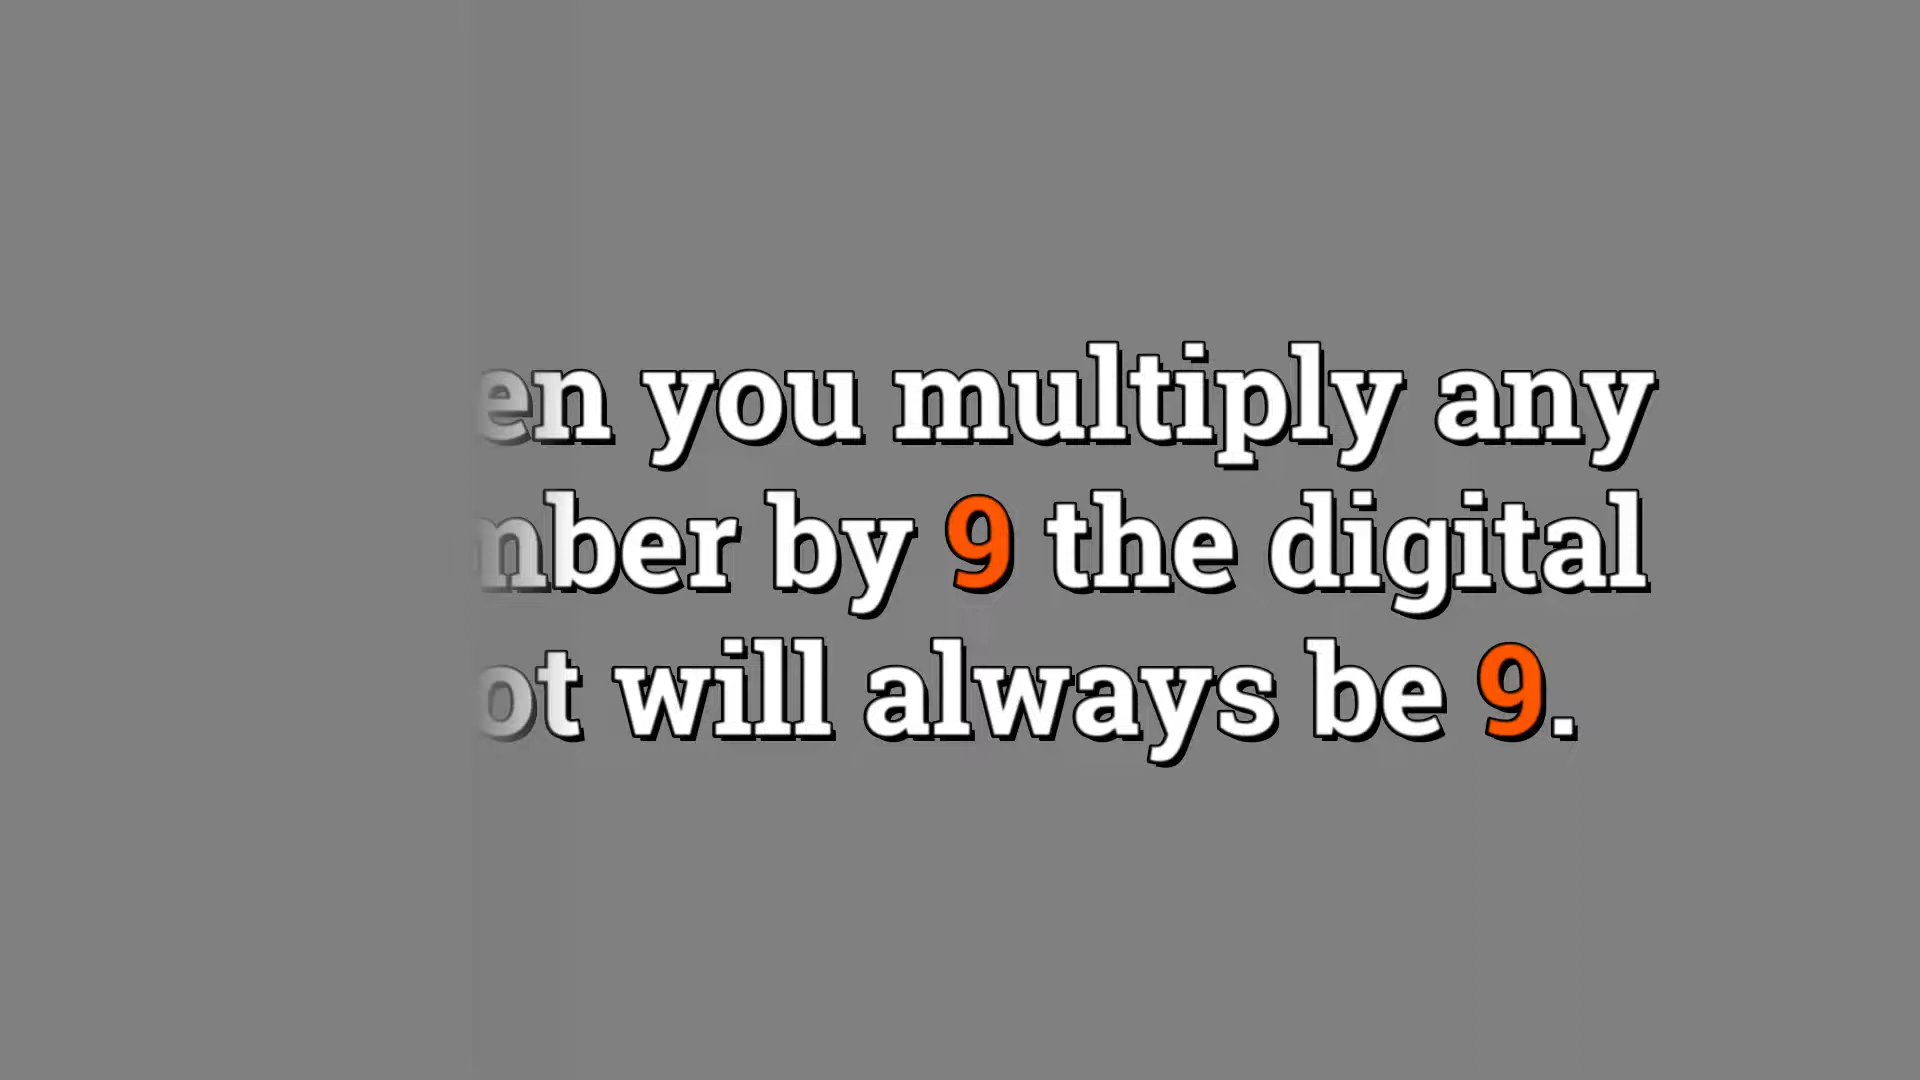 en you multiply any
mber by 9 the digital
ot will always be 9.